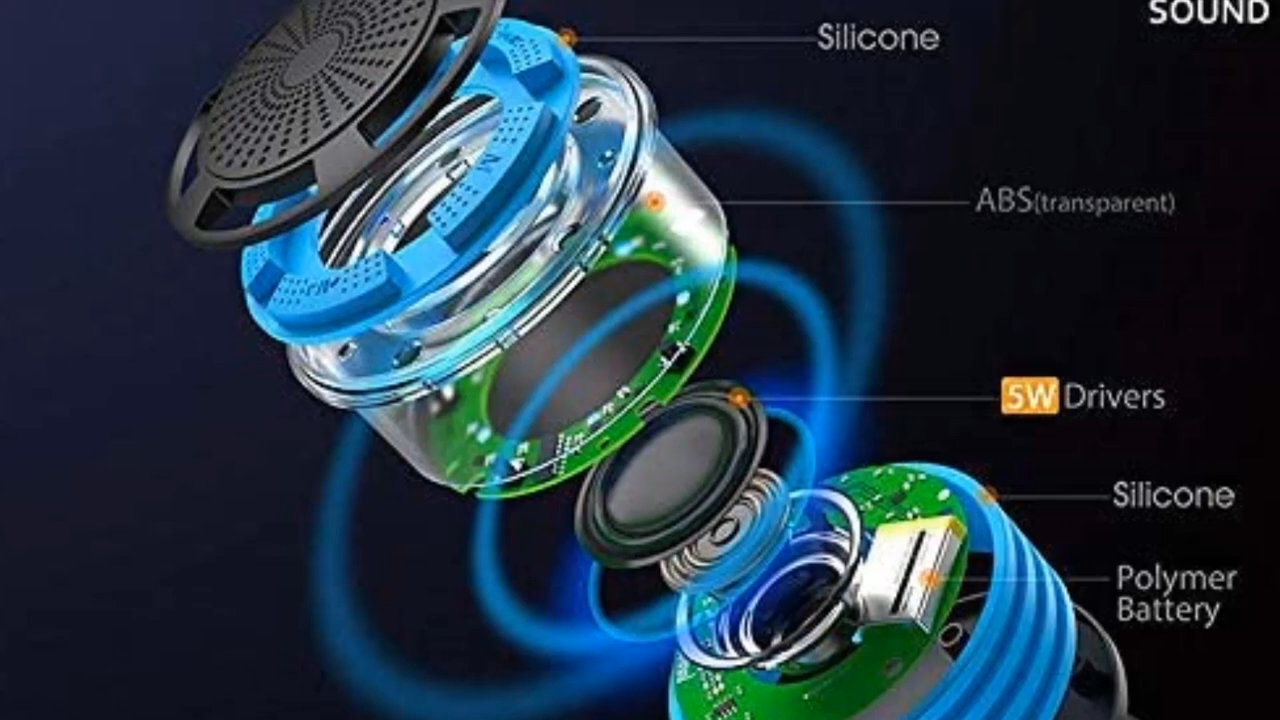 SOUND
Silicone
ABS(transparent)
5W Drivers
Silicone
Polymer
Battery